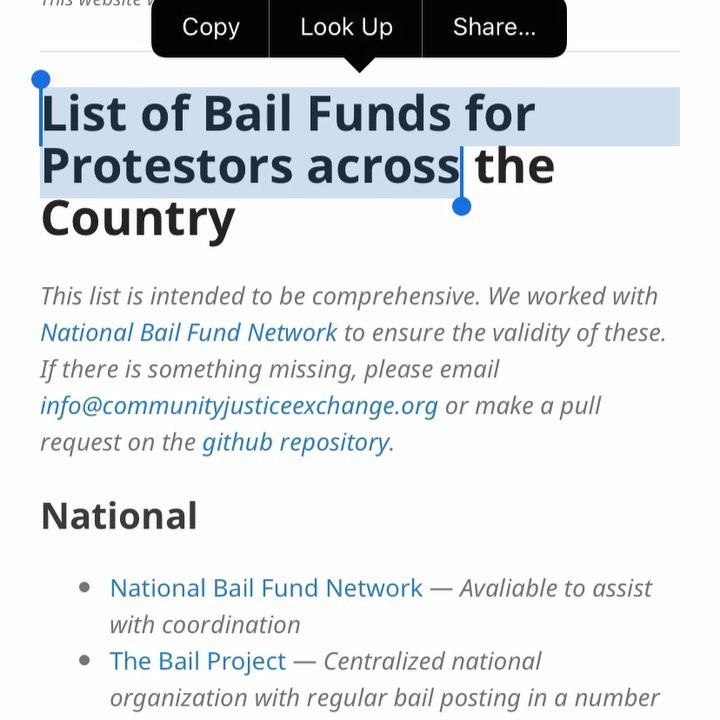 Copy Look Up Share...
List of Bail Funds for
Protestors across the
Country
This list is intended to be comprehensive. We worked with
National Bail Fund Network to ensure the validity of these.
If there is something missing, please email
info@communityjusticeexchange.org or make a pull
request on the github repository.
National
National Bail Fund Network — Avaliable to assist
with coordination
The Bail Project — Centralized national
organization with regular bail posting in a number